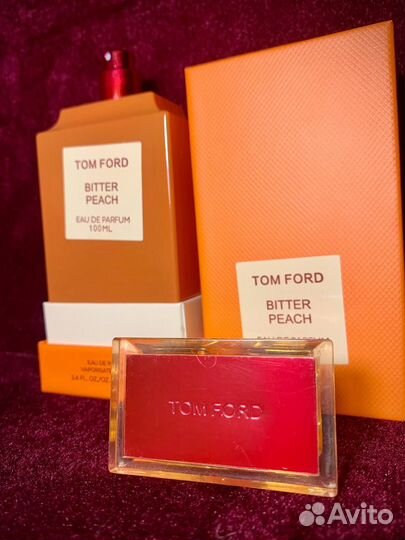 TOM FORD
BITTER
PEACH
EAU DE PARFUM
100ML
TOM FORD
BITTER
PEACH
EAU DE
3.4 FL. OZ./OZ
TOM FORD
Avito